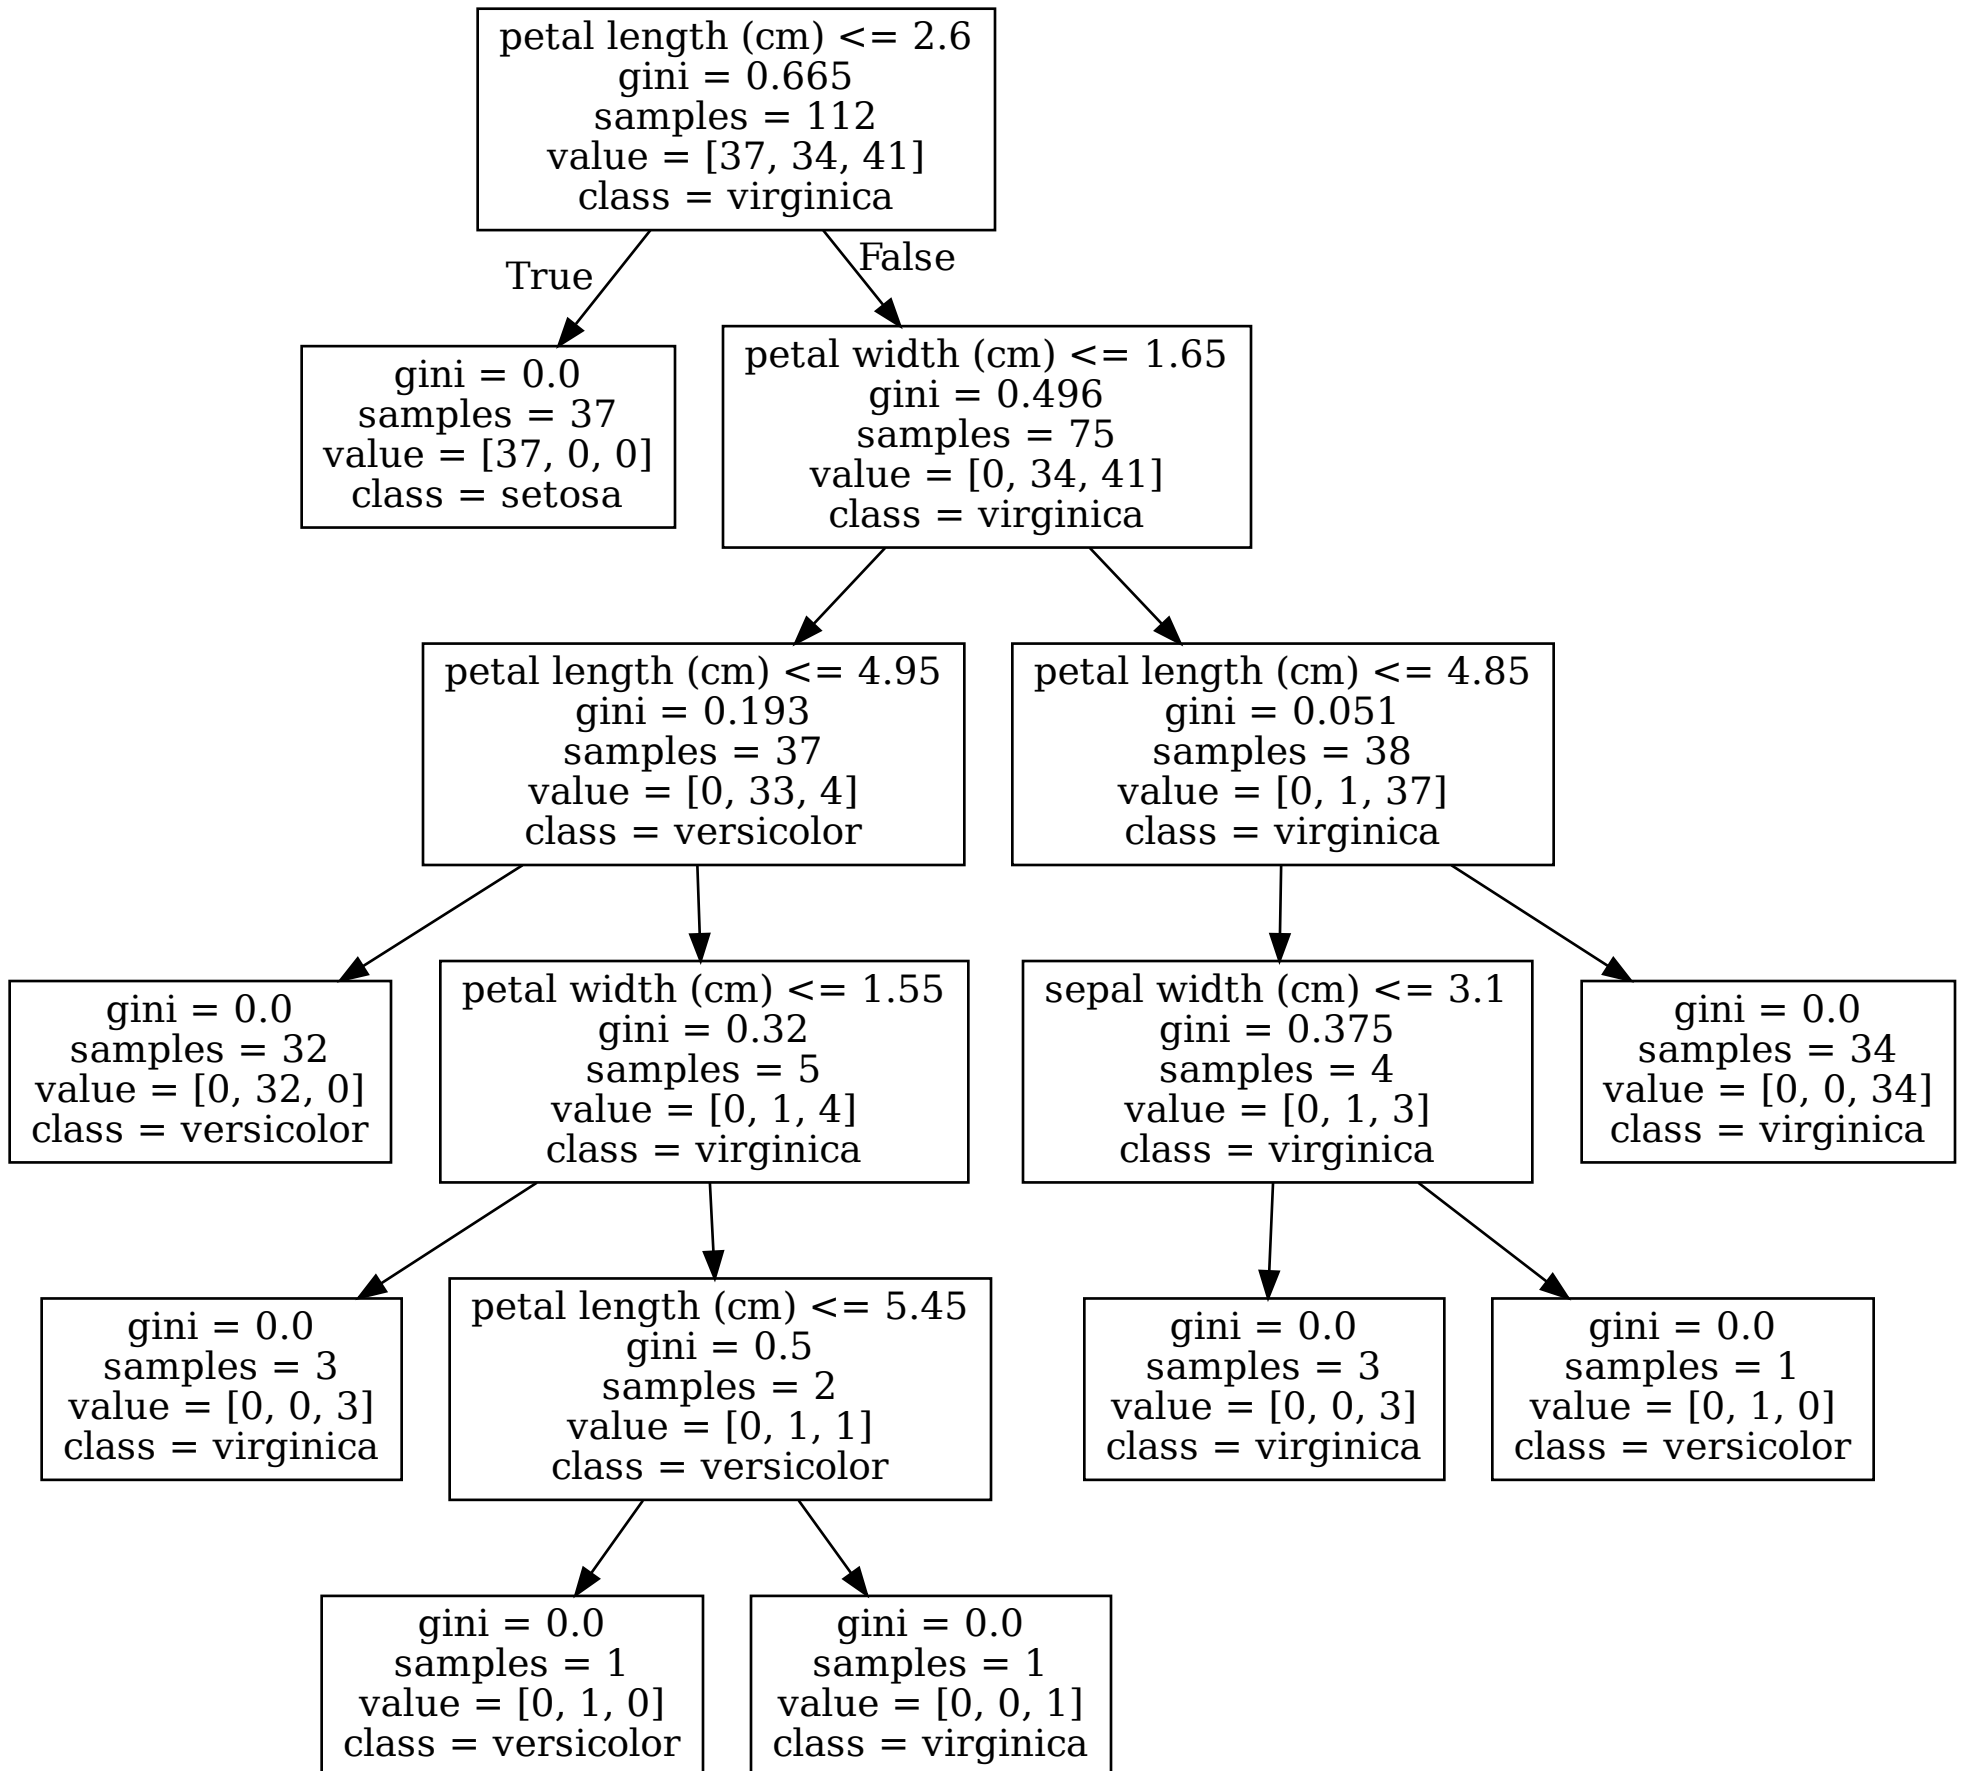 petal length (cm) <= 2.6
gini = 0.665
samples = 112
value = [37, 34, 41]
class = virginica
True
False
gini = 0.0
samples = 37
value = [37, 0, 0]
class = setosa
petal width (cm) <= 1.65
gini = 0.496
samples = 75
value = [0, 34, 41]
class = virginica
petal length (cm) <= 4.95
gini = 0.193
samples = 37
value = [0, 33, 4]
class = versicolor
petal length (cm) <= 4.85
gini = 0.051
samples = 38
value = [0, 1, 37]
class = virginica
gini = 0.0
samples = 32
value = [0, 32, 0]
class = versicolor
petal width (cm) <= 1.55
gini = 0.32
samples = 5
value = [0, 1, 4]
class = virginica
sepal width (cm) <= 3.1
gini = 0.375
samples = 4
value = [0, 1, 3]
class = virginica
gini = 0.0
samples = 34
value = [0, 0, 34]
class = virginica
gini = 0.0
samples = 3
value = [0, 0, 3]
class = virginica
petal length (cm) <= 5.45
gini = 0.5
samples = 2
value = [0, 1, 1]
class = versicolor
gini = 0.0
samples = 3
value = [0, 0, 3]
class = virginica
gini = 0.0
samples = 1
value = [0, 1, 0]
class = versicolor
gini = 0.0
samples = 1
value = [0, 1, 0]
class = versicolor
gini = 0.0
samples = 1
value = [0, 0, 1]
class = virginica